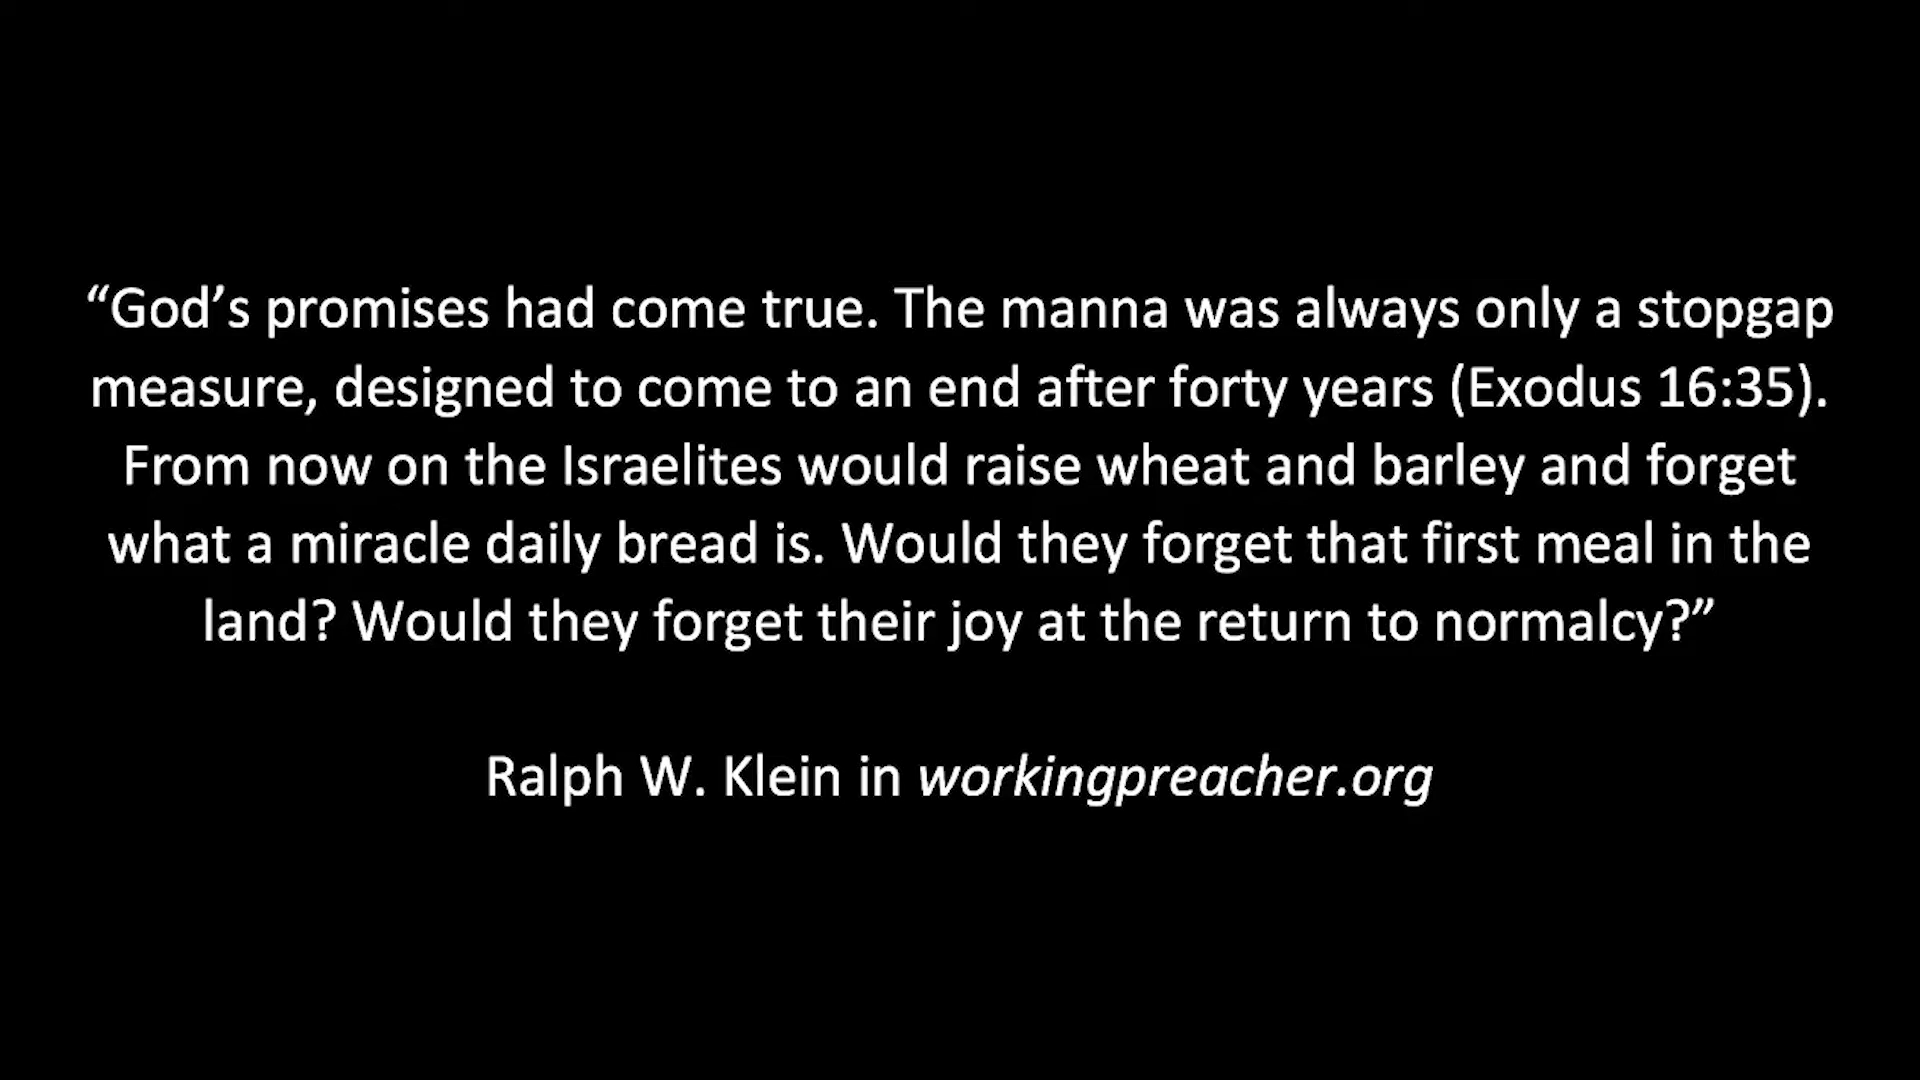 “God’s promises had come true. The manna was always only a stopgap
measure, designed to come to an end after forty years (Exodus 16:35).
From now on the Israelites would raise wheat and barley and forget
what a miracle daily bread is. Would they forget that first meal in the
land? Would they forget their joy at the return to normalcy?”
Ralph W. Klein in workingpreacher.org